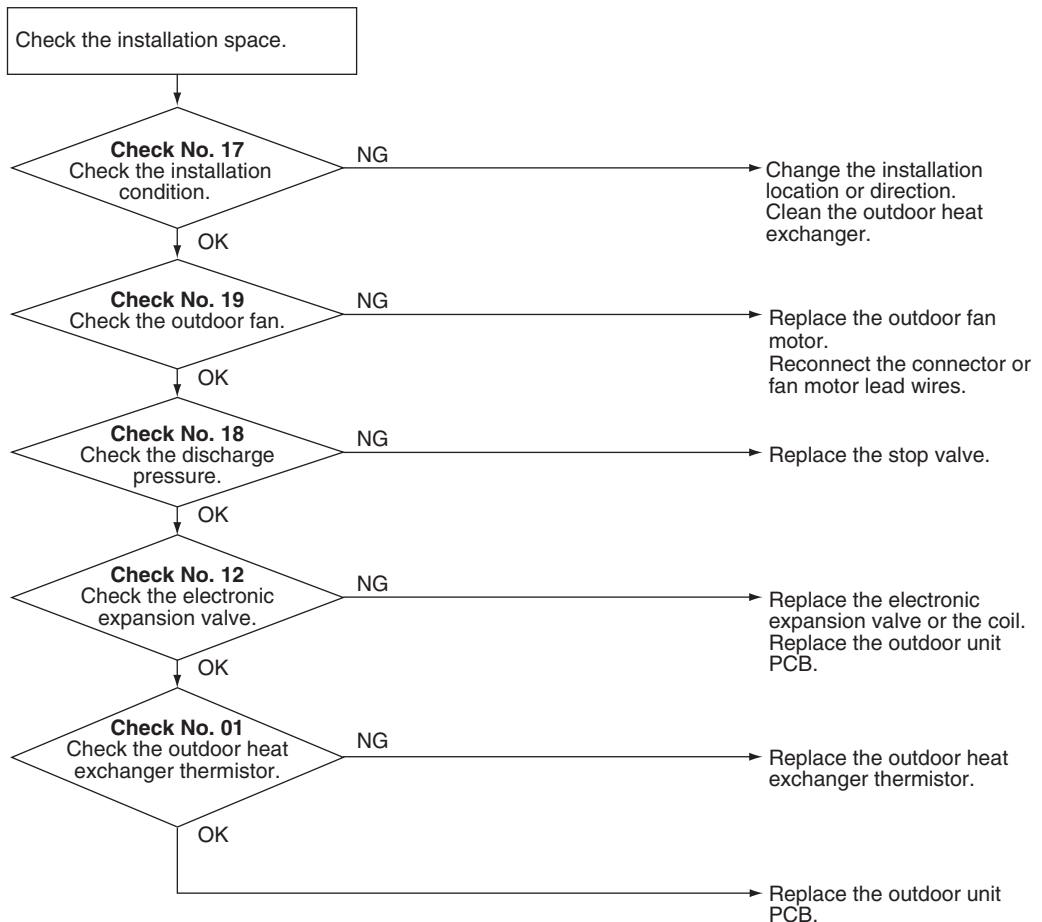 Check the installation space.
Check No. 17
Check the installation
condition.
NG
Change the installation
location or direction.
Clean the outdoor heat
exchanger.
OK
Check No. 19
Check the outdoor fan.
NG
Replace the outdoor fan
motor.
Reconnect the connector or
fan motor lead wires.
OK
Check No. 18
Check the discharge
pressure.
NG
Replace the stop valve.
OK
Check No. 12
Check the electronic
expansion valve.
NG
Replace the electronic
expansion valve or the coil.
Replace the outdoor unit
PCB.
OK
Check No. 01
Check the outdoor heat
exchanger thermistor.
NG
Replace the outdoor heat
exchanger thermistor.
OK
Replace the outdoor unit
PCB.